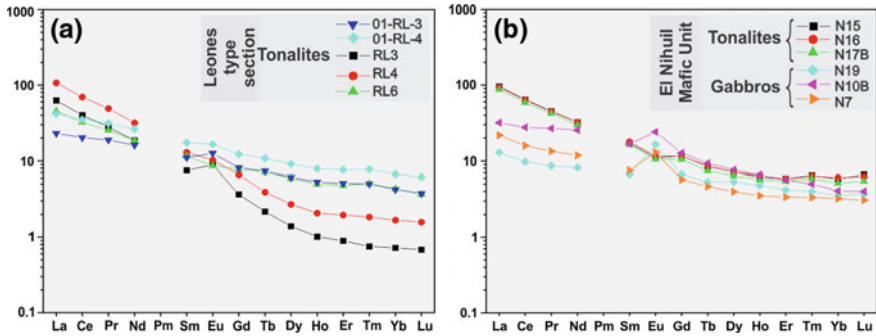 (a)
Leones type section
Tonalites
01-RL-3
01-RL-4
RL3
RL4
RL6
1000
100
10
1
0.1
La Ce Pr Nd Pm Sm Eu Gd Tb Dy Ho Er Tm Yb Lu
(b)
El Nihuil Mafic Unit
Tonalites
Gabbros
N15
N16
N17B
N19
N10B
N7
1000
100
10
1
0.1
La Ce Pr Nd Pm Sm Eu Gd Tb Dy Ho Er Tm Yb Lu